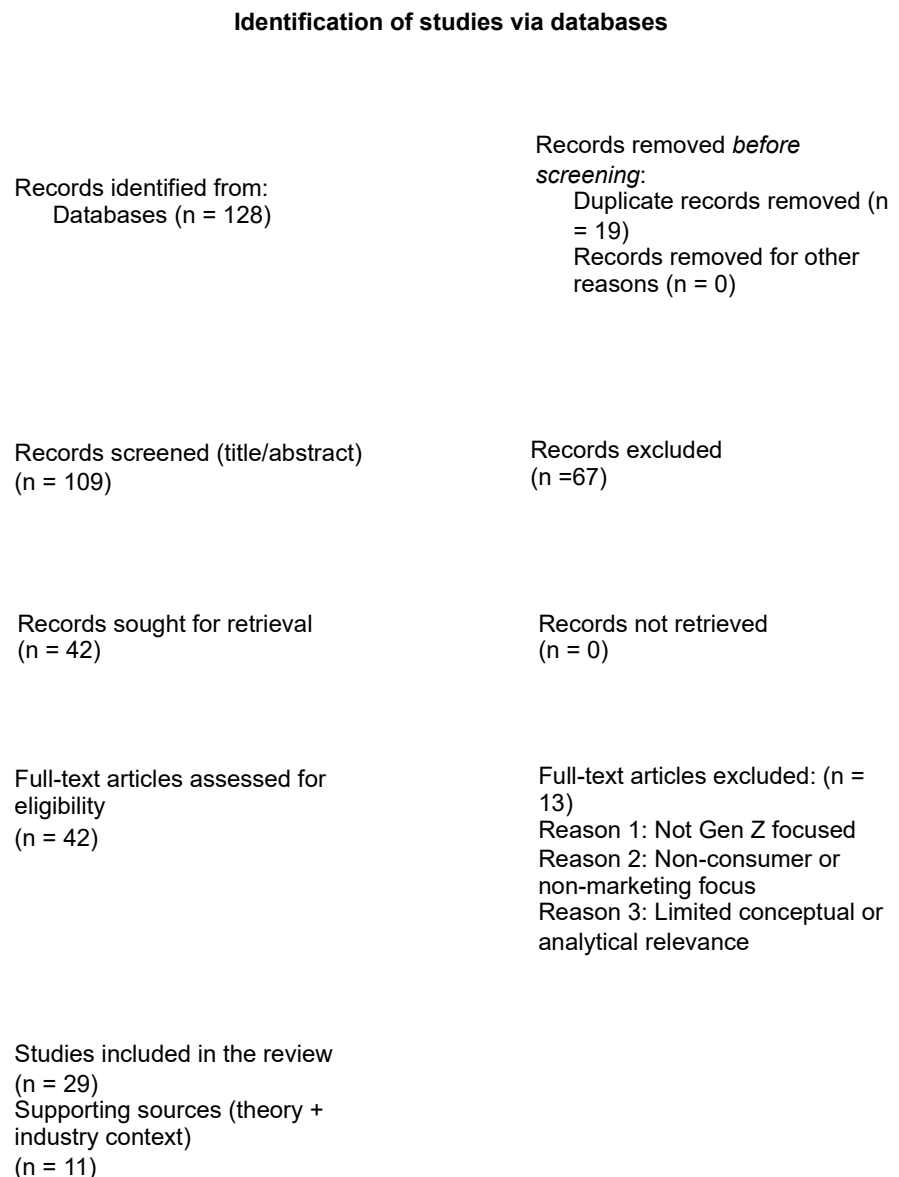 Identification of studies via databases
Records identified from:
Databases (n = 128)
Records removed before
screening:
Duplicate records removed (n
= 19)
Records removed for other
reasons (n = 0)
Records screened (title/abstract)
(n = 109)
Records excluded
(n =67)
Records sought for retrieval
(n = 42)
Records not retrieved
(n = 0)
Full-text articles assessed for
eligibility
(n = 42)
Full-text articles excluded: (n =
13)
Reason 1: Not Gen Z focused
Reason 2: Non-consumer or
non-marketing focus
Reason 3: Limited conceptual or
analytical relevance
Studies included in the review
(n = 29)
Supporting sources (theory +
industry context)
(n = 11)